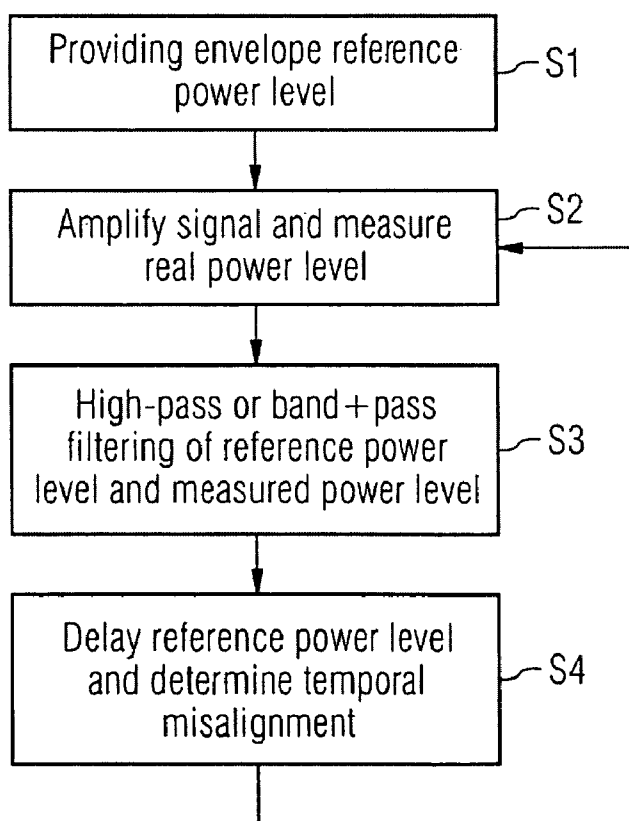 Providing envelope reference
power level
S1
Amplify signal and measure
real power level
S2
High-pass or band+pass
filtering of reference power
level and measured power level
S3
Delay reference power level
and determine temporal
misalignment
S4